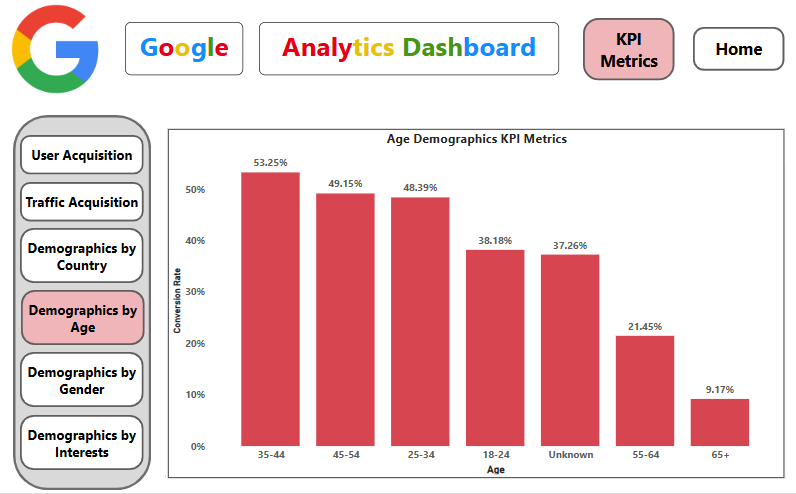 Google
Analytics Dashboard
KPI
Metrics
Home
User Acquisition
Traffic Acquisition
Demographics by
Country
Demographics by
Age
Demographics by
Gender
Demographics by
Interests
Age Demographics KPI Metrics
Conversion Rate
50%
40%
30%
20%
10%
0%
53.25%
49.15%
48.39%
38.18%
37.26%
21.45%
9.17%
35-44
45-54
25-34
18-24
Unknown
55-64
65+
Age